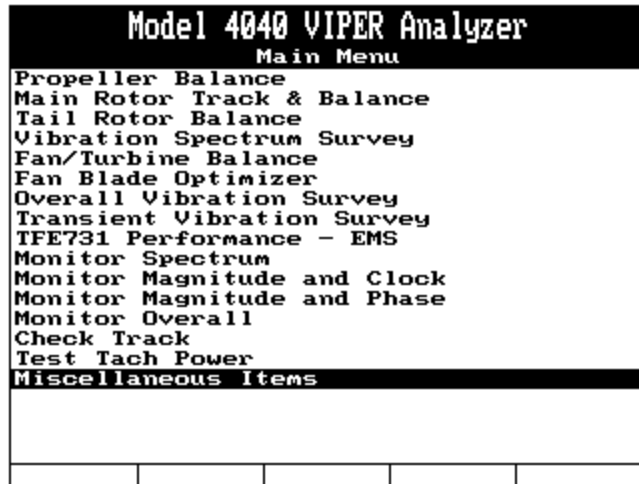 Model 4040 VIPER Analyzer
Main Menu
Propeller Balance
Main Rotor Track & Balance
Tail Rotor Balance
Vibration Spectrum Survey
Fan/Turbine Balance
Fan Blade Optimizer
Overall Vibration Survey
Transient Vibration Survey
TFE731 Performance – EMS
Monitor Spectrum
Monitor Magnitude and Clock
Monitor Magnitude and Phase
Monitor Overall
Check Track
Test Tach Power
Miscellaneous Items